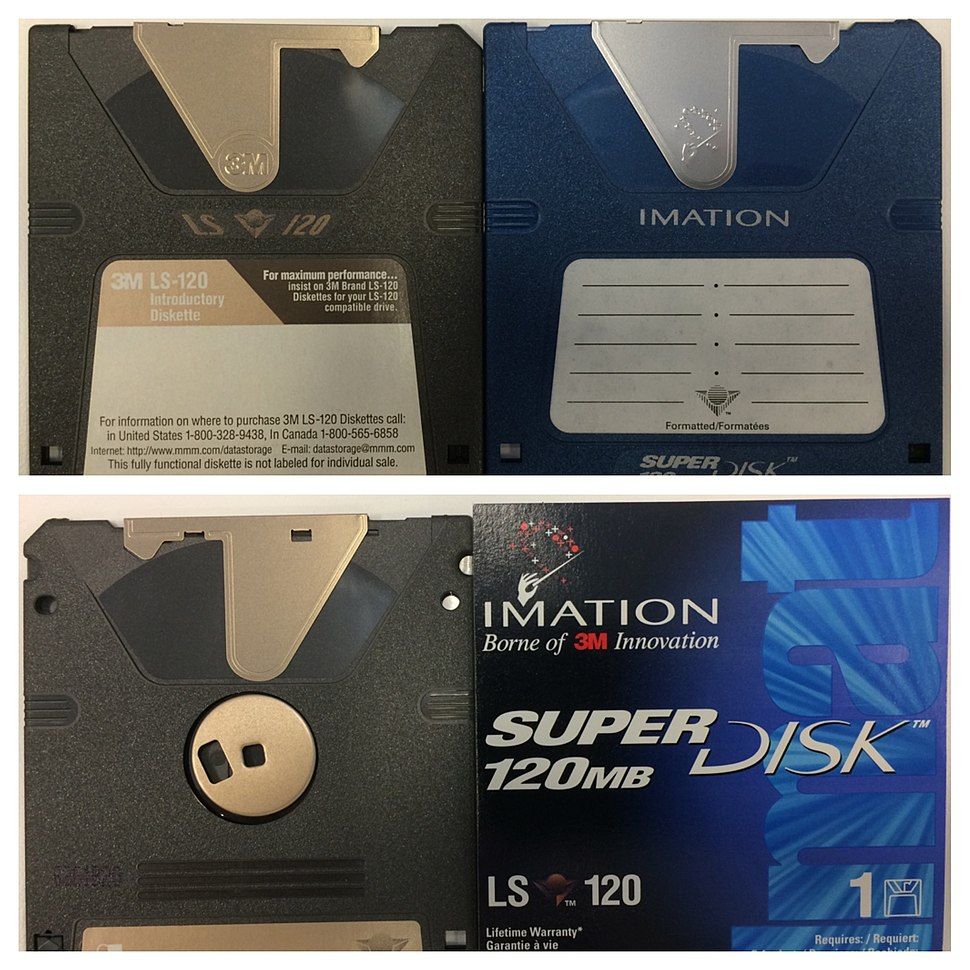 3M
LS 120
3M LS-120
Introductory
Diskette
For maximum performance...
insist on 3M Brand LS-120
Diskettes for your LS-120
compatible drive.
For information on where to purchase 3M LS-120 Diskettes call:
in United States 1-800-328-9438, In Canada 1-800-565-6858
Internet: http://www.mmm.com/datastorage E-mail: datastorage@mmm.com
This fully functional diskette is not labeled for individual sale.
IMATION
TM
Formatted/Formatées
SUPER DISK™
IMATION
Borne of 3M Innovation
SUPER DISK™
120MB
LS ™ 120
1
Lifetime Warranty*
Garantie à vie
Requires: / Requiert:
imat